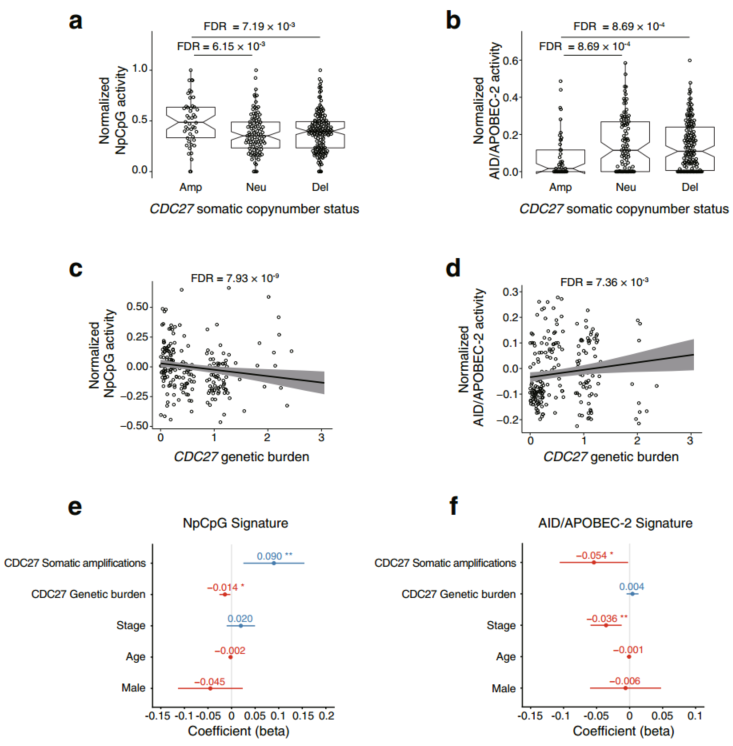 a
FDR = 7.19 × 10⁻³
FDR = 6.15 × 10⁻³
Normalized
NpCpG activity
1.0
0.5
0.0
Amp Neu Del
CDC27 somatic copynumber status
b
FDR = 8.69 × 10⁻⁴
FDR = 8.69 × 10⁻⁴
Normalized
AID/APOBEC-2 activity
0.6
0.4
0.2
0.0
Amp Neu Del
CDC27 somatic copynumber status
c
FDR = 7.93 × 10⁻⁹
Normalized
NpCpG activity
0.50
0.25
0.00
−0.25
−0.50
0 1 2 3
CDC27 genetic burden
d
FDR = 7.36 × 10⁻³
Normalized
AID/APOBEC-2 activity
0.3
0.2
0.1
0.0
−0.1
−0.2
0 1 2 3
CDC27 genetic burden
e
NpCpG Signature
CDC27 Somatic amplifications
0.090 **
CDC27 Genetic burden
−0.014 *
Stage
0.020
Age
−0.002
Male
−0.045
-0.15 -0.1 -0.05 0 0.05 0.1 0.15 0.2
Coefficient (beta)
f
AID/APOBEC-2 Signature
CDC27 Somatic amplifications
−0.054 *
CDC27 Genetic burden
0.004
Stage
−0.036 **
Age
−0.001
Male
−0.006
-0.15 -0.1 -0.05 0 0.05 0.1
Coefficient (beta)